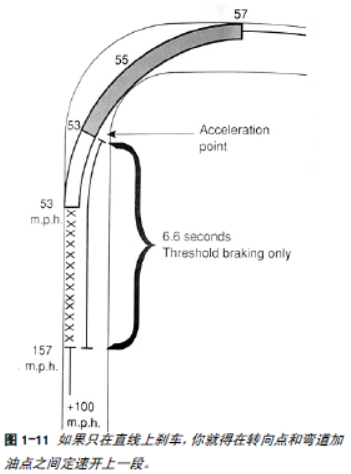 57
55
53
Acceleration
point
53
m.p.h.
6.6 seconds
Threshold braking only
XXXXXXXXXXXX
157
m.p.h.
+100
m.p.m.
图 1-11 如果只在直线上刹车,你就得在转向点和弯道加
油点之间定速开上一段。